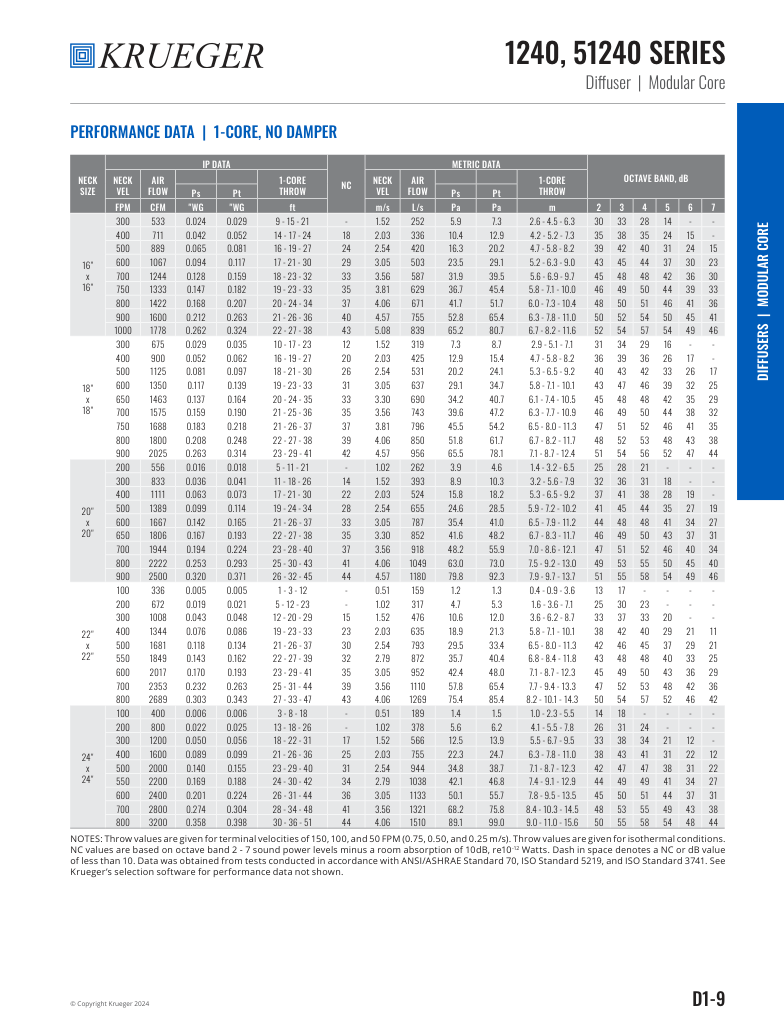 KRUEGER
1240, 51240 SERIES
Diffuser | Modular Core
PERFORMANCE DATA | 1-CORE, NO DAMPER
IP DATA METRIC DATA
NECK SIZE NECK VEL AIR FLOW Ps Pt 1-CORE THROW NC NECK VEL AIR FLOW Ps Pt 1-CORE THROW OCTAVE BAND, dB
FPM CFM "WG "WG ft m/s L/s Pa Pa m 2 3 4 5 6 7
16" x 16"
300 533 0.024 0.029 9 - 15 - 21 - 1.52 252 5.9 7.3 2.6 - 4.5 - 6.3 30 33 28 14 - -
400 711 0.042 0.052 14 - 17 - 24 18 2.03 336 10.4 12.9 4.2 - 5.2 - 7.3 35 38 35 24 15 -
500 889 0.065 0.081 16 - 19 - 27 24 2.54 420 16.3 20.2 4.7 - 5.8 - 8.2 39 42 40 31 24 15
600 1067 0.094 0.117 17 - 21 - 30 29 3.05 503 23.5 29.1 5.2 - 6.3 - 9.0 43 45 44 37 30 23
700 1244 0.128 0.159 18 - 23 - 32 33 3.56 587 31.9 39.5 5.6 - 6.9 - 9.7 45 48 48 42 36 30
750 1333 0.147 0.182 19 - 23 - 34 35 3.81 629 36.7 45.4 5.8 - 7.1 - 10.0 46 49 50 44 39 33
800 1422 0.168 0.207 20 - 24 - 34 37 4.06 671 41.7 51.7 6.0 - 7.3 - 10.4 48 50 51 46 41 36
900 1600 0.212 0.263 21 - 26 - 36 40 4.57 755 52.8 65.4 6.3 - 7.8 - 11.0 50 52 54 50 45 41
1000 1778 0.262 0.324 22 - 27 - 38 43 5.08 839 65.2 80.7 6.7 - 8.2 - 11.6 52 54 57 54 49 46
18" x 18"
300 675 0.029 0.035 10 - 17 - 23 12 1.52 319 7.3 8.7 2.9 - 5.1 - 7.1 31 34 29 16 - -
400 900 0.052 0.062 16 - 19 - 27 20 2.03 425 12.9 15.4 4.7 - 5.8 - 8.2 36 39 36 26 17 -
500 1125 0.081 0.097 18 - 21 - 30 26 2.54 531 20.2 24.1 5.3 - 6.5 - 9.2 40 43 42 33 26 17
600 1350 0.117 0.139 19 - 23 - 33 31 3.05 637 29.1 34.7 5.8 - 7.1 - 10.1 43 47 46 39 32 25
650 1463 0.137 0.164 20 - 24 - 35 33 3.30 690 34.2 40.7 6.1 - 7.4 - 10.5 45 48 48 42 35 29
700 1575 0.159 0.190 21 - 25 - 36 35 3.56 743 39.6 47.2 6.3 - 7.7 - 10.9 46 49 50 44 38 32
750 1688 0.183 0.218 21 - 26 - 37 37 3.81 796 45.5 54.2 6.5 - 8.0 - 11.3 47 51 52 46 41 35
800 1800 0.208 0.248 22 - 27 - 38 39 4.06 850 51.8 61.7 6.7 - 8.2 - 11.7 48 52 53 48 43 38
900 2025 0.263 0.314 23 - 29 - 41 42 4.57 956 65.5 78.1 7.1 - 8.7 - 12.4 51 54 56 52 47 44
20" x 20"
200 556 0.016 0.018 5 - 11 - 21 - 1.02 262 3.9 4.6 1.4 - 3.2 - 6.5 25 28 21 - - -
300 833 0.036 0.041 11 - 18 - 26 14 1.52 393 8.9 10.3 3.2 - 5.6 - 7.9 32 36 31 18 - -
400 1111 0.063 0.073 17 - 21 - 30 22 2.03 524 15.8 18.2 5.3 - 6.5 - 9.2 37 41 38 28 19 -
500 1389 0.099 0.114 19 - 24 - 34 28 2.54 655 24.6 28.5 5.9 - 7.2 - 10.2 41 45 44 35 27 19
600 1667 0.142 0.165 21 - 26 - 37 33 3.05 787 35.4 41.0 6.5 - 7.9 - 11.2 44 48 48 41 34 27
650 1806 0.167 0.193 22 - 27 - 38 35 3.30 852 41.6 48.2 6.7 - 8.3 - 11.7 46 49 50 43 37 31
700 1944 0.194 0.224 23 - 28 - 40 37 3.56 918 48.2 55.9 7.0 - 8.6 - 12.1 47 51 52 46 40 34
800 2222 0.253 0.293 25 - 30 - 43 41 4.06 1049 63.0 73.0 7.5 - 9.2 - 13.0 49 53 55 50 45 40
900 2500 0.320 0.371 26 - 32 - 45 44 4.57 1180 79.8 92.3 7.9 - 9.7 - 13.7 51 55 58 54 49 46
22" x 22"
100 336 0.005 0.005 1 - 3 - 12 - 0.51 159 1.2 1.3 0.4 - 0.9 - 3.6 13 17 - - - -
200 672 0.019 0.021 5 - 12 - 23 - 1.02 317 4.7 5.3 1.6 - 3.6 - 7.1 25 30 23 - - -
300 1008 0.043 0.048 12 - 20 - 29 15 1.52 476 10.6 12.0 3.6 - 6.2 - 8.7 33 37 33 20 - -
400 1344 0.076 0.086 19 - 23 - 33 23 2.03 635 18.9 21.3 5.8 - 7.1 - 10.1 38 42 40 29 21 11
500 1681 0.118 0.134 21 - 26 - 37 30 2.54 793 29.5 33.4 6.5 - 8.0 - 11.3 42 46 45 37 29 21
550 1849 0.143 0.162 22 - 27 - 39 32 2.79 872 35.7 40.4 6.8 - 8.4 - 11.8 43 48 48 40 33 25
600 2017 0.170 0.193 23 - 29 - 41 35 3.05 952 42.4 48.0 7.1 - 8.7 - 12.3 45 49 50 43 36 29
700 2353 0.232 0.263 25 - 31 - 44 39 3.56 1110 57.8 65.4 7.7 - 9.4 - 13.3 47 52 53 48 42 36
800 2689 0.303 0.343 27 - 33 - 47 43 4.06 1269 75.4 85.4 8.2 - 10.1 - 14.3 50 54 57 52 46 42
24" x 24"
100 400 0.006 0.006 3 - 8 - 18 - 0.51 189 1.4 1.5 1.0 - 2.3 - 5.5 14 18 - - - -
200 800 0.022 0.025 13 - 18 - 26 - 1.02 378 5.6 6.2 4.1 - 5.5 - 7.8 26 31 24 - - -
300 1200 0.050 0.056 18 - 22 - 31 17 1.52 566 12.5 13.9 5.5 - 6.7 - 9.5 33 38 34 21 12 -
400 1600 0.089 0.099 21 - 26 - 36 25 2.03 755 22.3 24.7 6.3 - 7.8 - 11.0 38 43 41 31 22 12
500 2000 0.140 0.155 23 - 29 - 40 31 2.54 944 34.8 38.7 7.1 - 8.7 - 12.3 42 47 47 38 31 22
550 2200 0.169 0.188 24 - 30 - 42 34 2.79 1038 42.1 46.8 7.4 - 9.1 - 12.9 44 49 49 41 34 27
600 2400 0.201 0.224 26 - 31 - 44 36 3.05 1133 50.1 55.7 7.8 - 9.5 - 13.5 45 50 51 44 37 31
700 2800 0.274 0.304 28 - 34 - 48 41 3.56 1321 68.2 75.8 8.4 - 10.3 - 14.5 48 53 55 49 43 38
800 3200 0.358 0.398 30 - 36 - 51 44 4.06 1510 89.1 99.0 9.0 - 11.0 - 15.6 50 55 58 54 48 44
NOTES: Throw values are given for terminal velocities of 150, 100, and 50 FPM (0.75, 0.50, and 0.25 m/s). Throw values are given for isothermal conditions.
NC values are based on octave band 2 - 7 sound power levels minus a room absorption of 10dB, re10⁻¹² Watts. Dash in space denotes a NC or dB value
of less than 10. Data was obtained from tests conducted in accordance with ANSI/ASHRAE Standard 70, ISO Standard 5219, and ISO Standard 3741. See
Krueger's selection software for performance data not shown.
DIFFUSERS | MODULAR CORE
© Copyright Krueger 2024
D1-9